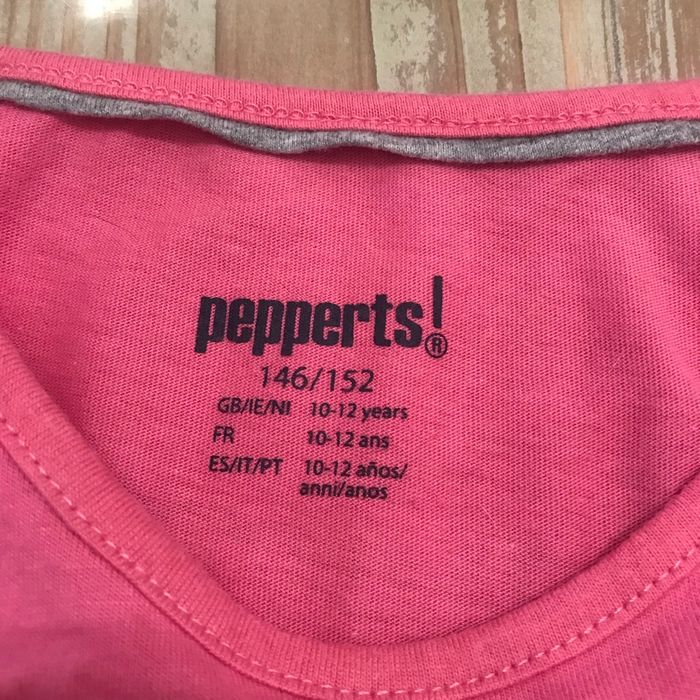 pepperts!®
146/152
GB/IE/NI 10-12 years
FR 10-12 ans
ES/IT/PT 10-12 años/
anni/anos